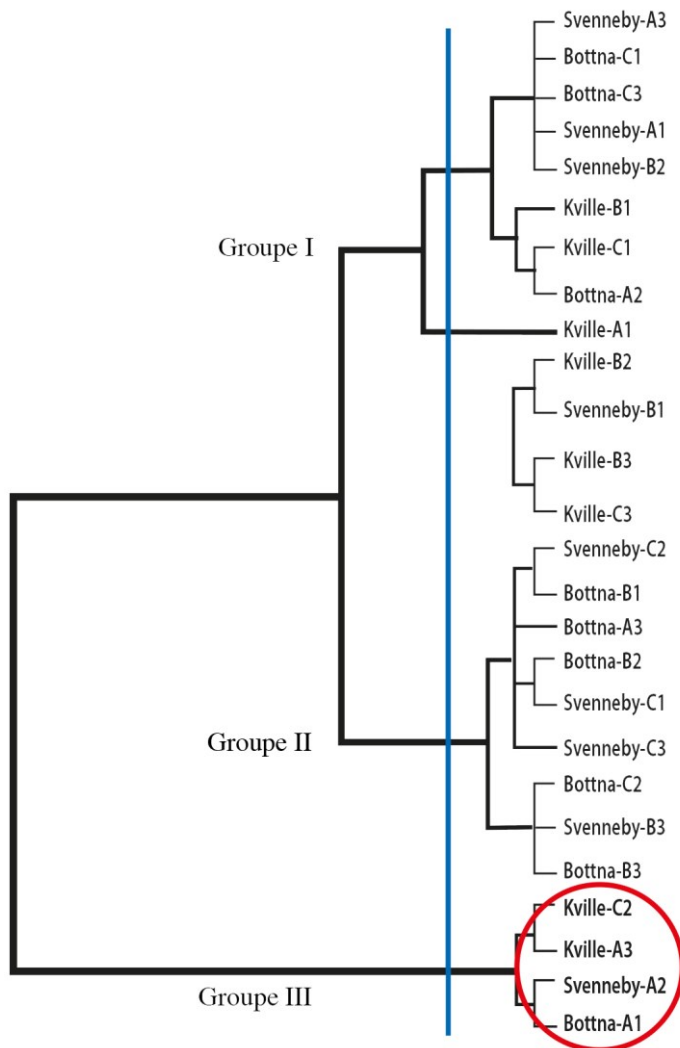 Svenneby-A3
Bottna-C1
Bottna-C3
Svenneby-A1
Svenneby-B2
Kville-B1
Groupe I
Kville-C1
Bottna-A2
Kville-A1
Kville-B2
Svenneby-B1
Kville-B3
Kville-C3
Svenneby-C2
Bottna-B1
Bottna-A3
Bottna-B2
Svenneby-C1
Groupe II
Svenneby-C3
Bottna-C2
Svenneby-B3
Bottna-B3
Kville-C2
Kville-A3
Svenneby-A2
Groupe III
Bottna-A1